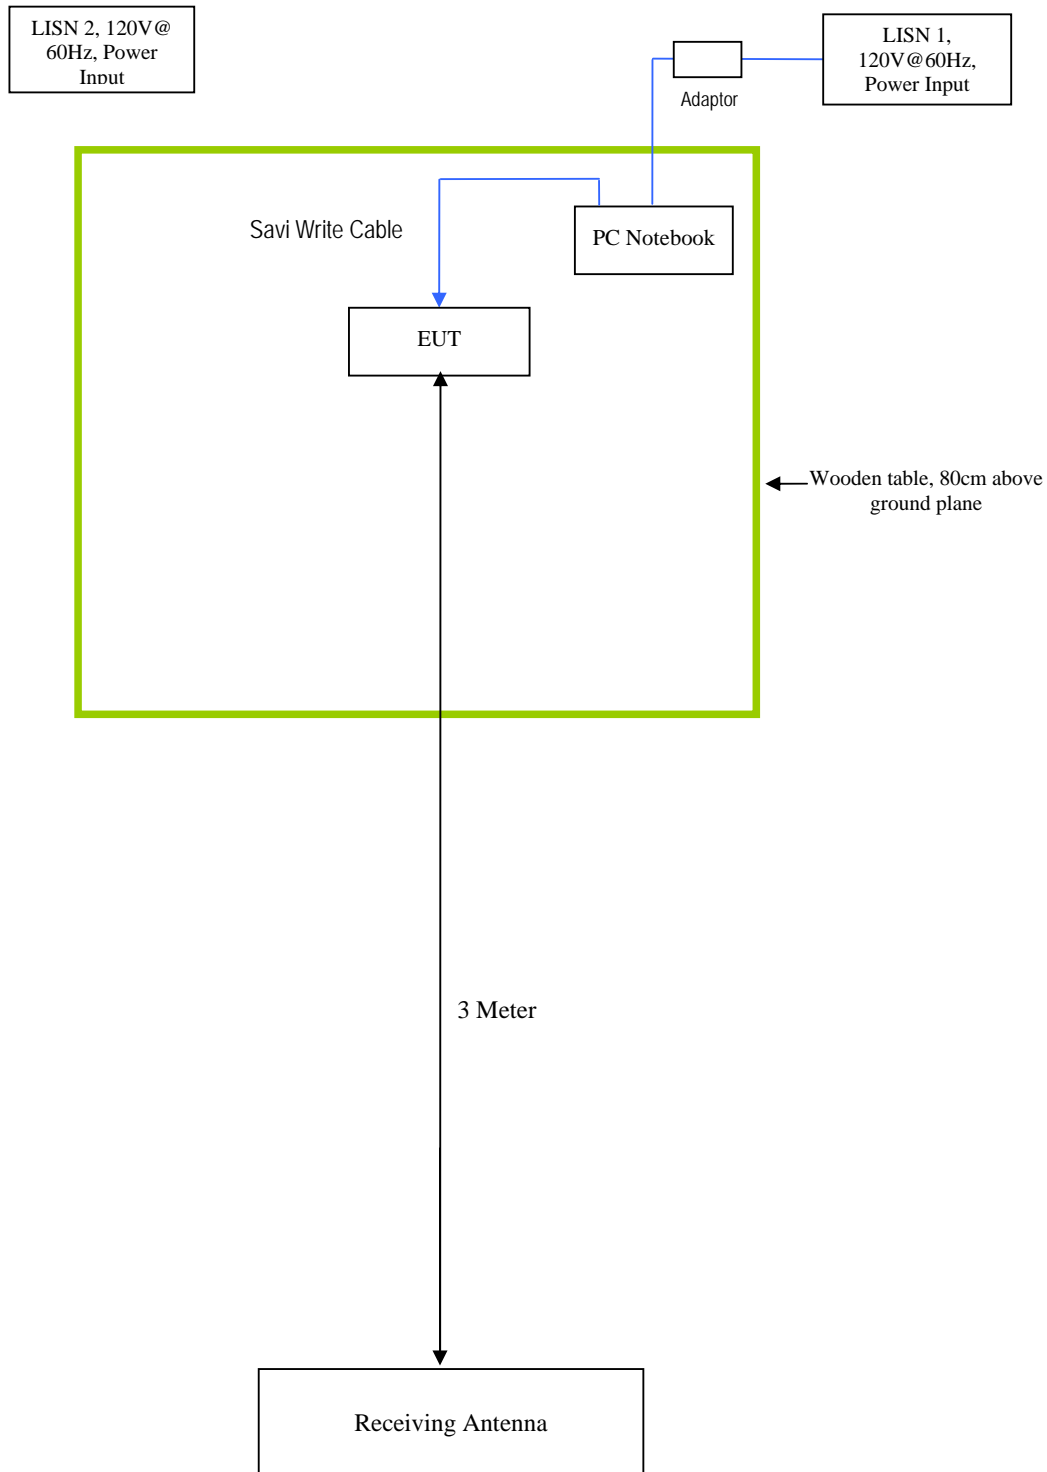 LISN 2, 120V@
60Hz, Power
Input
LISN 1,
120V@60Hz,
Power Input
Adaptor
Savi Write Cable
PC Notebook
EUT
Wooden table, 80cm above
ground plane
3 Meter
Receiving Antenna